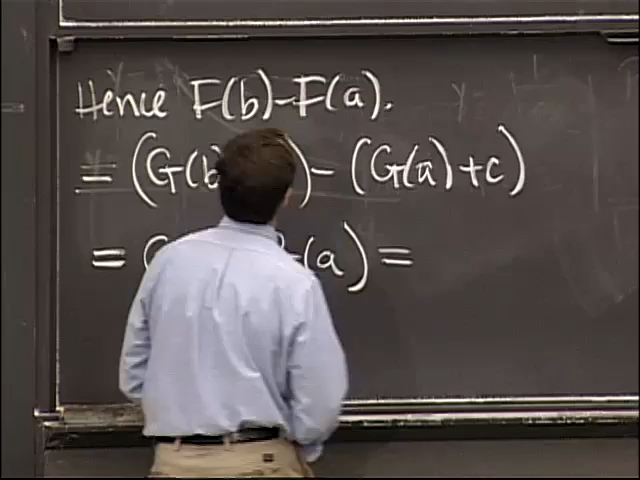 Hence F(b)-F(a).
= (G(b )-(G(a)+c)
= (a) =